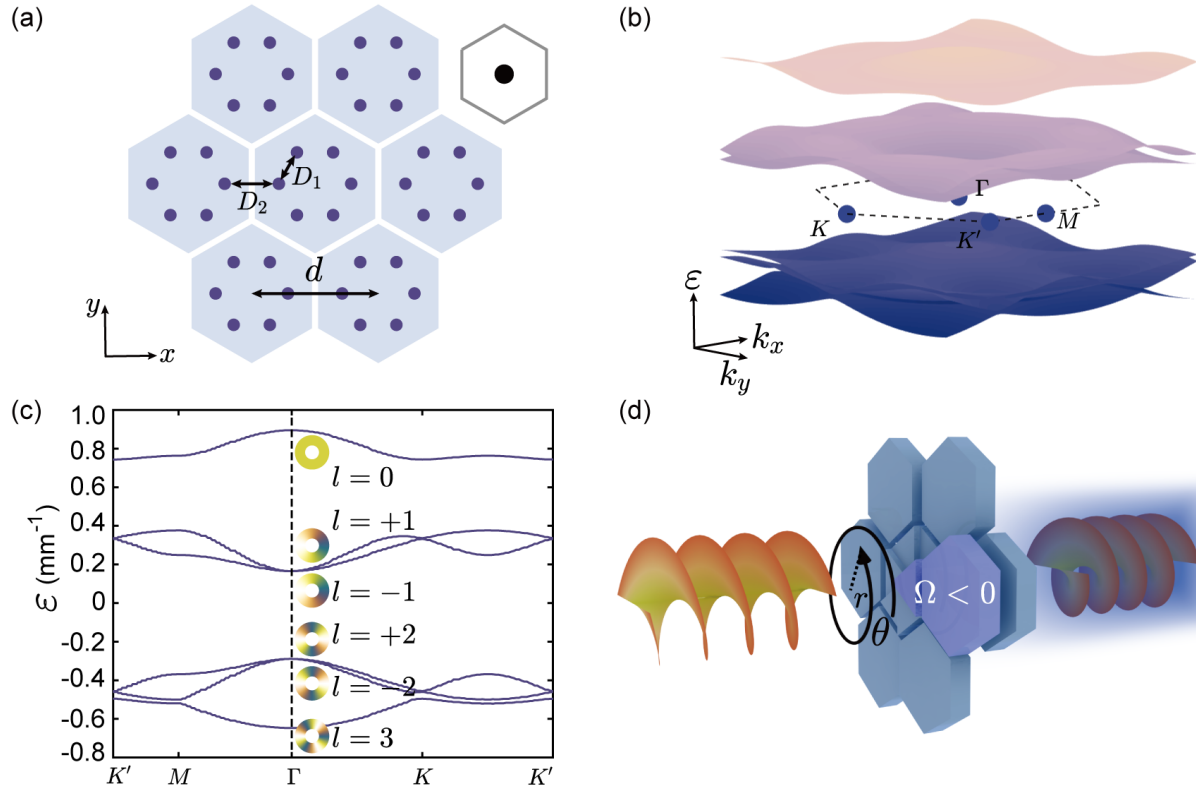 (a)
D₁
D₂
d
y
x
(b)
Γ
K
M
K′
ε
kₓ
k_y
(c)
ε (mm⁻¹)
1.0
0.8
0.6
0.4
0.2
0
-0.2
-0.4
-0.6
-0.8
l = 0
l = +1
l = −1
l = +2
l = −2
l = 3
K′ M Γ K K′
(d)
r
θ
Ω < 0